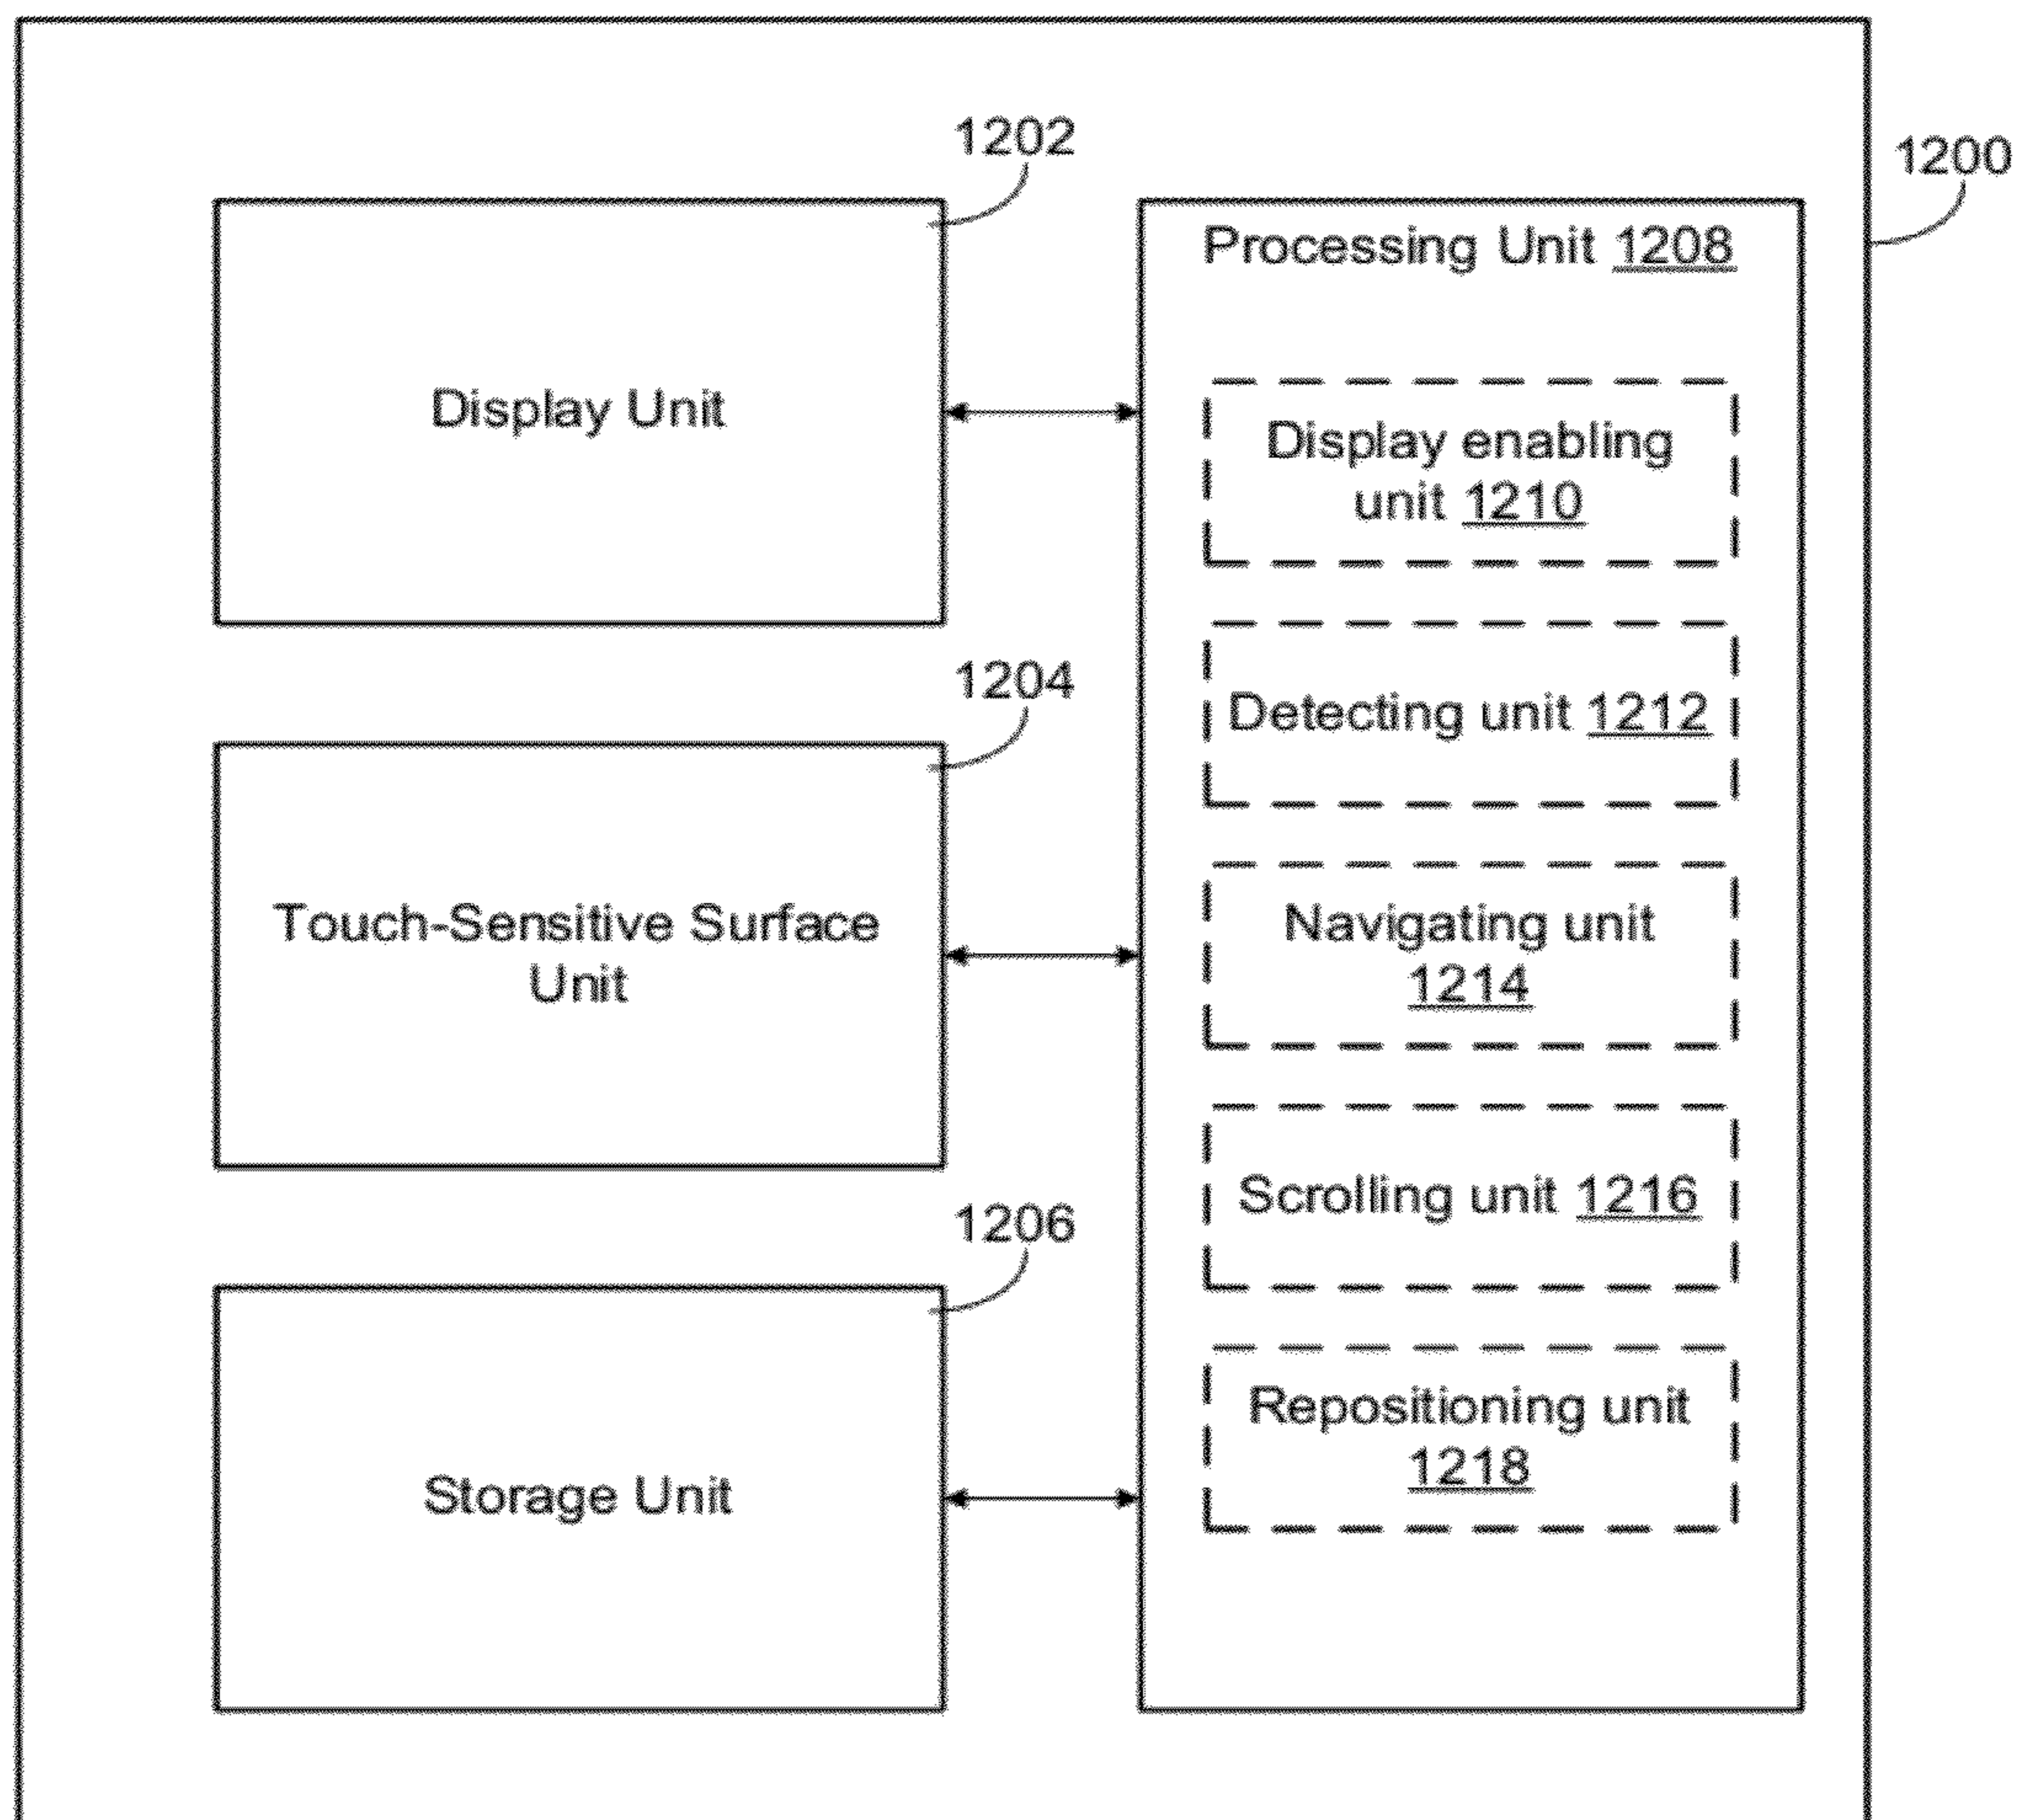 1200
1202
Display Unit
1204
Touch-Sensitive Surface
Unit
1206
Storage Unit
Processing Unit 1208
Display enabling
unit 1210
Detecting unit 1212
Navigating unit
1214
Scrolling unit 1216
Repositioning unit
1218